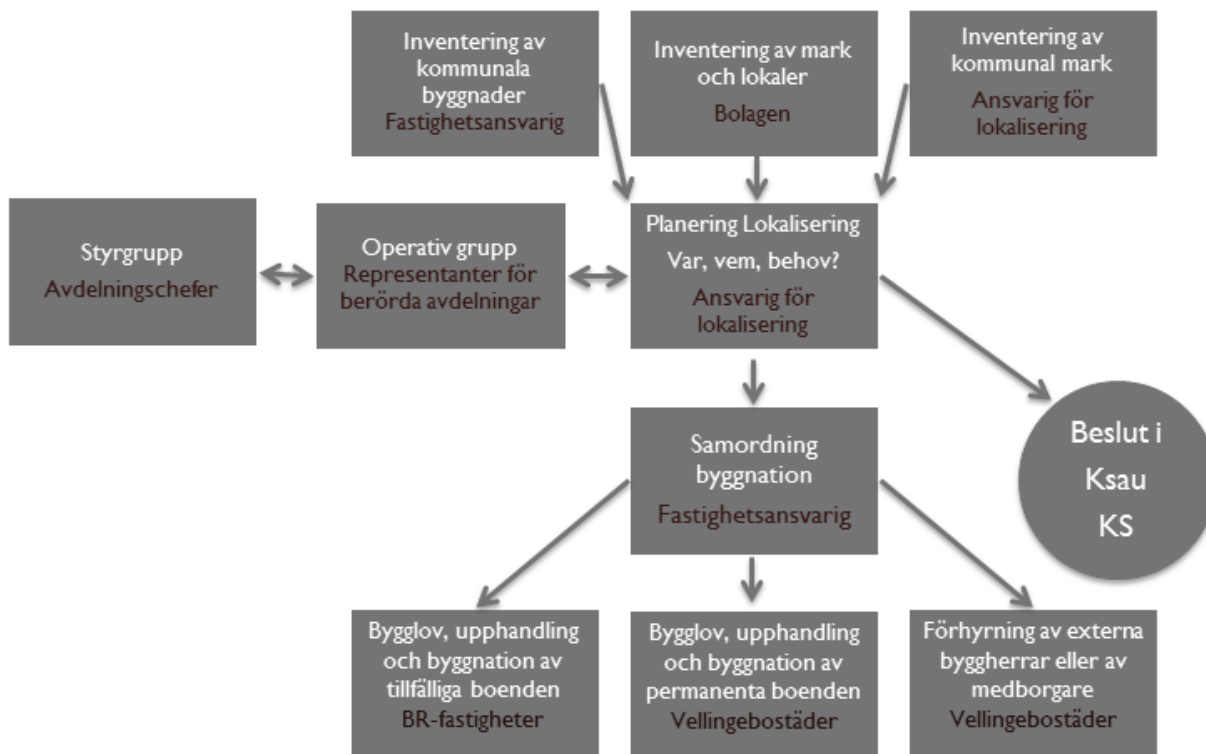 Inventering av
kommunala
byggnader
Fastighetsansvarig
Inventering av mark
och lokaler
Bolagen
Inventering av
kommunal mark
Ansvarig för
lokalisering
Styrgrupp
Avdelningschefer
Operativ grupp
Representanter för
berörda avdelningar
Planering Lokalisering
Var, vem, behov?
Ansvarig för
lokalisering
Samordning
byggnation
Fastighetsansvarig
Beslut i
Ksau
KS
Bygglov, upphandling
och byggnation av
tillfälliga boenden
BR-fastigheter
Bygglov, upphandling
och byggnation av
permanenta boenden
Vellingebostäder
Förhyrning av externa
byggherrar eller av
medborgare
Vellingebostäder